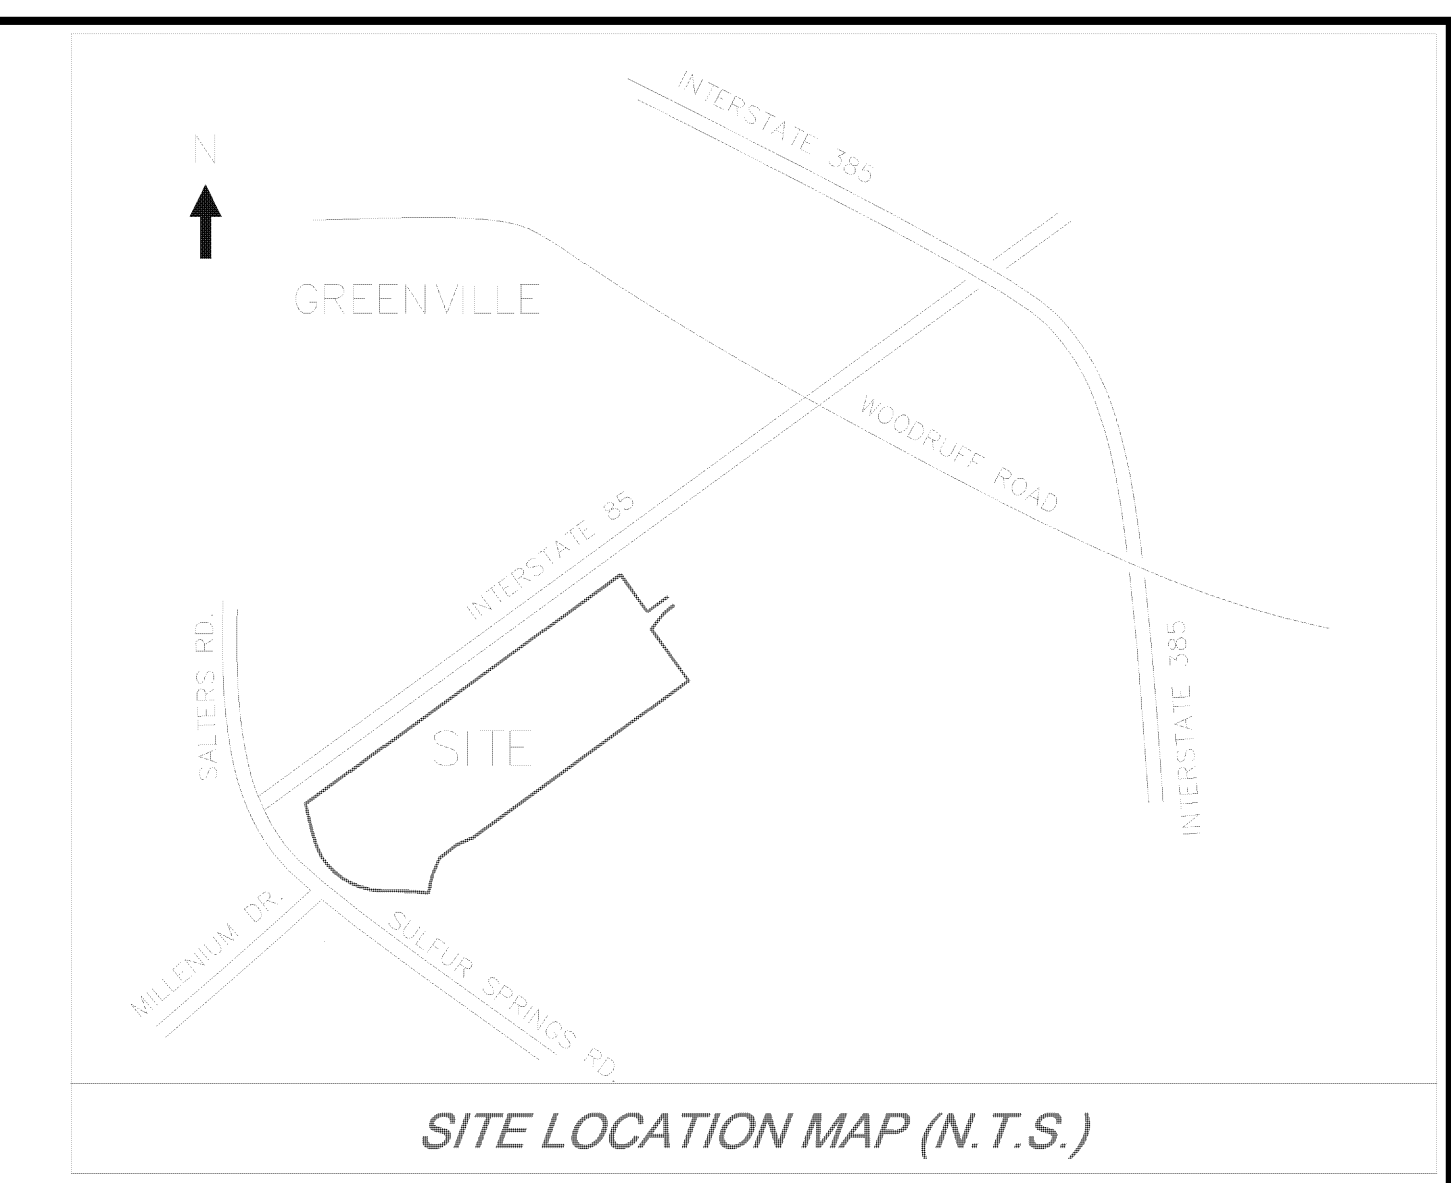 INTERSTATE 385
N
GREENVILLE
WOODRUFF ROAD
INTERSTATE 85
SALTERS RD.
INTERSTATE 385
SITE
MILLENIUM DR.
SULFUR SPRINGS RD.
SITE LOCATION MAP (N.T.S.)